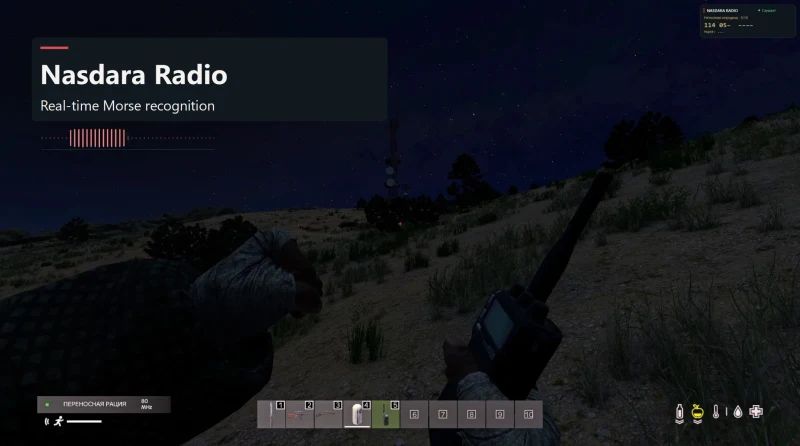 Nasdara Radio
Real-time Morse recognition
NASDARA RADIO
114 05- ----
ПЕРЕНОСНАЯ РАЦИЯ
80
MHz
1
2
3
4
5
6
7
8
9
10